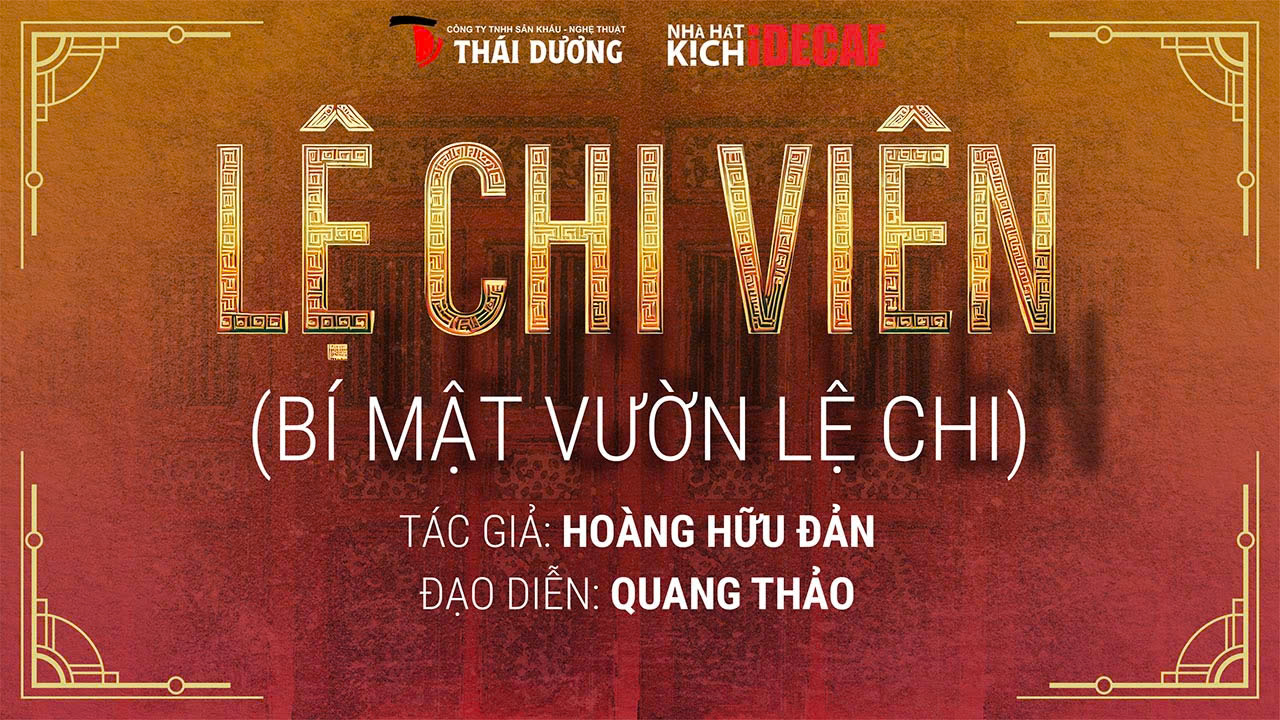 CÔNG TY TNHH SÂN KHẤU - NGHỆ THUẬT
THÁI DƯƠNG
NHÀ HÁT
KỊCH IDECAF
LỆ CHI VIÊN
(BÍ MẬT VƯỜN LỆ CHI)
TÁC GIẢ: HOÀNG HỮU ĐẢN
ĐẠO DIỄN: QUANG THẢO